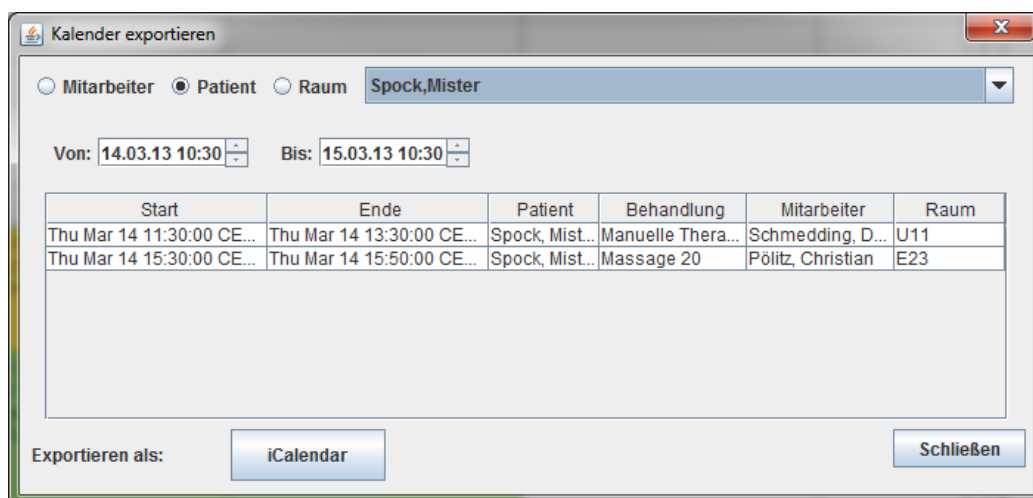 Kalender exportieren
Mitarbeiter Patient Raum Spock,Mister
Von: 14.03.13 10:30 Bis: 15.03.13 10:30
Start Ende Patient Behandlung Mitarbeiter Raum
Thu Mar 14 11:30:00 CE... Thu Mar 14 13:30:00 CE... Spock, Mist... Manuelle Thera... Schmedding, D... U11
Thu Mar 14 15:30:00 CE... Thu Mar 14 15:50:00 CE... Spock, Mist... Massage 20 Pölitz, Christian E23
Exportieren als: iCalendar Schließen